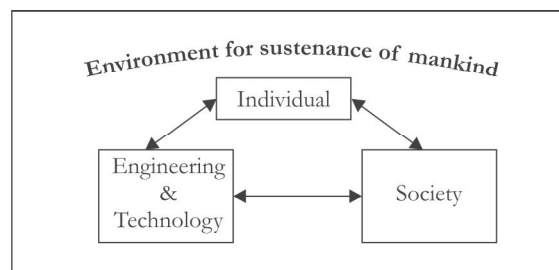 Environment for sustenance of mankind
Individual
Engineering
&
Technology
Society